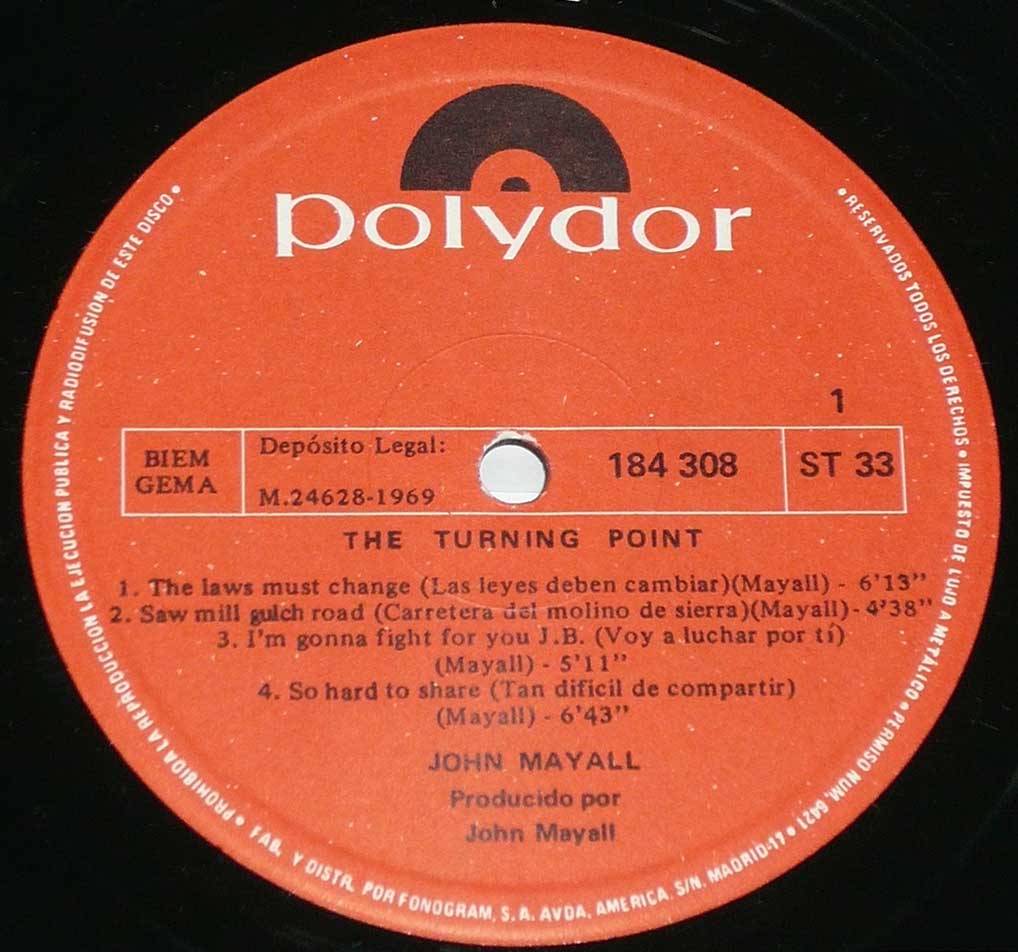 polydor
1
BIEM
GEMA
Depósito Legal:
M.24628-1969
184 308
ST 33
THE TURNING POINT
1. The laws must change (Las leyes deben cambiar)(Mayall) - 6'13"
2. Saw mill gulch road (Carretera del molino de sierra)(Mayall)- 4'38"
3. I'm gonna fight for you J.B. (Voy a luchar por tí)
(Mayall) - 5'11"
4. So hard to share (Tan dificil de compartir)
(Mayall) - 6'43"
JOHN MAYALL
Producido por
John Mayall
• RESERVADOS TODOS LOS DERECHOS • IMPUESTO DE LUJO A METALICO • PERMISO NUM. 6421 •
FAB. Y DISTR. POR FONOGRAM, S. A. AVDA. AMERICA, S/N. MADRID-17
• PROHIBIDA LA REPRODUCCION LA EJECUCION PUBLICA Y RADIODIFUSION DE ESTE DISCO •